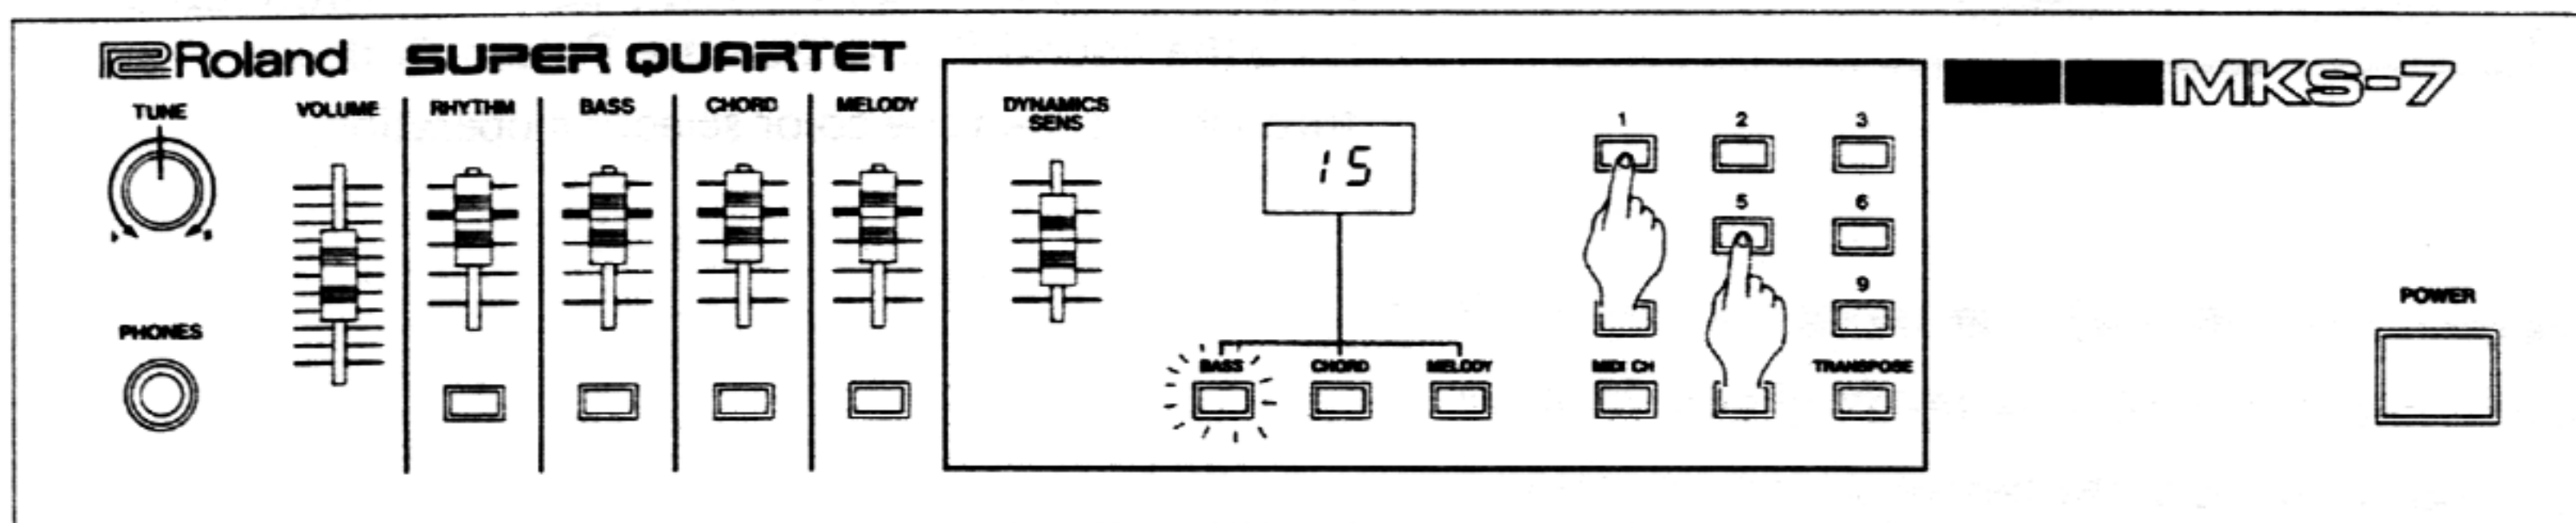 Roland SUPER QUARTET
MKS-7
TUNE
VOLUME
RHYTHM
BASS
CHORD
MELODY
DYNAMICS
SENS
15
1
2
3
5
6
9
PHONES
BASS
CHORD
MELODY
MIDI CH
TRANSPOSE
POWER